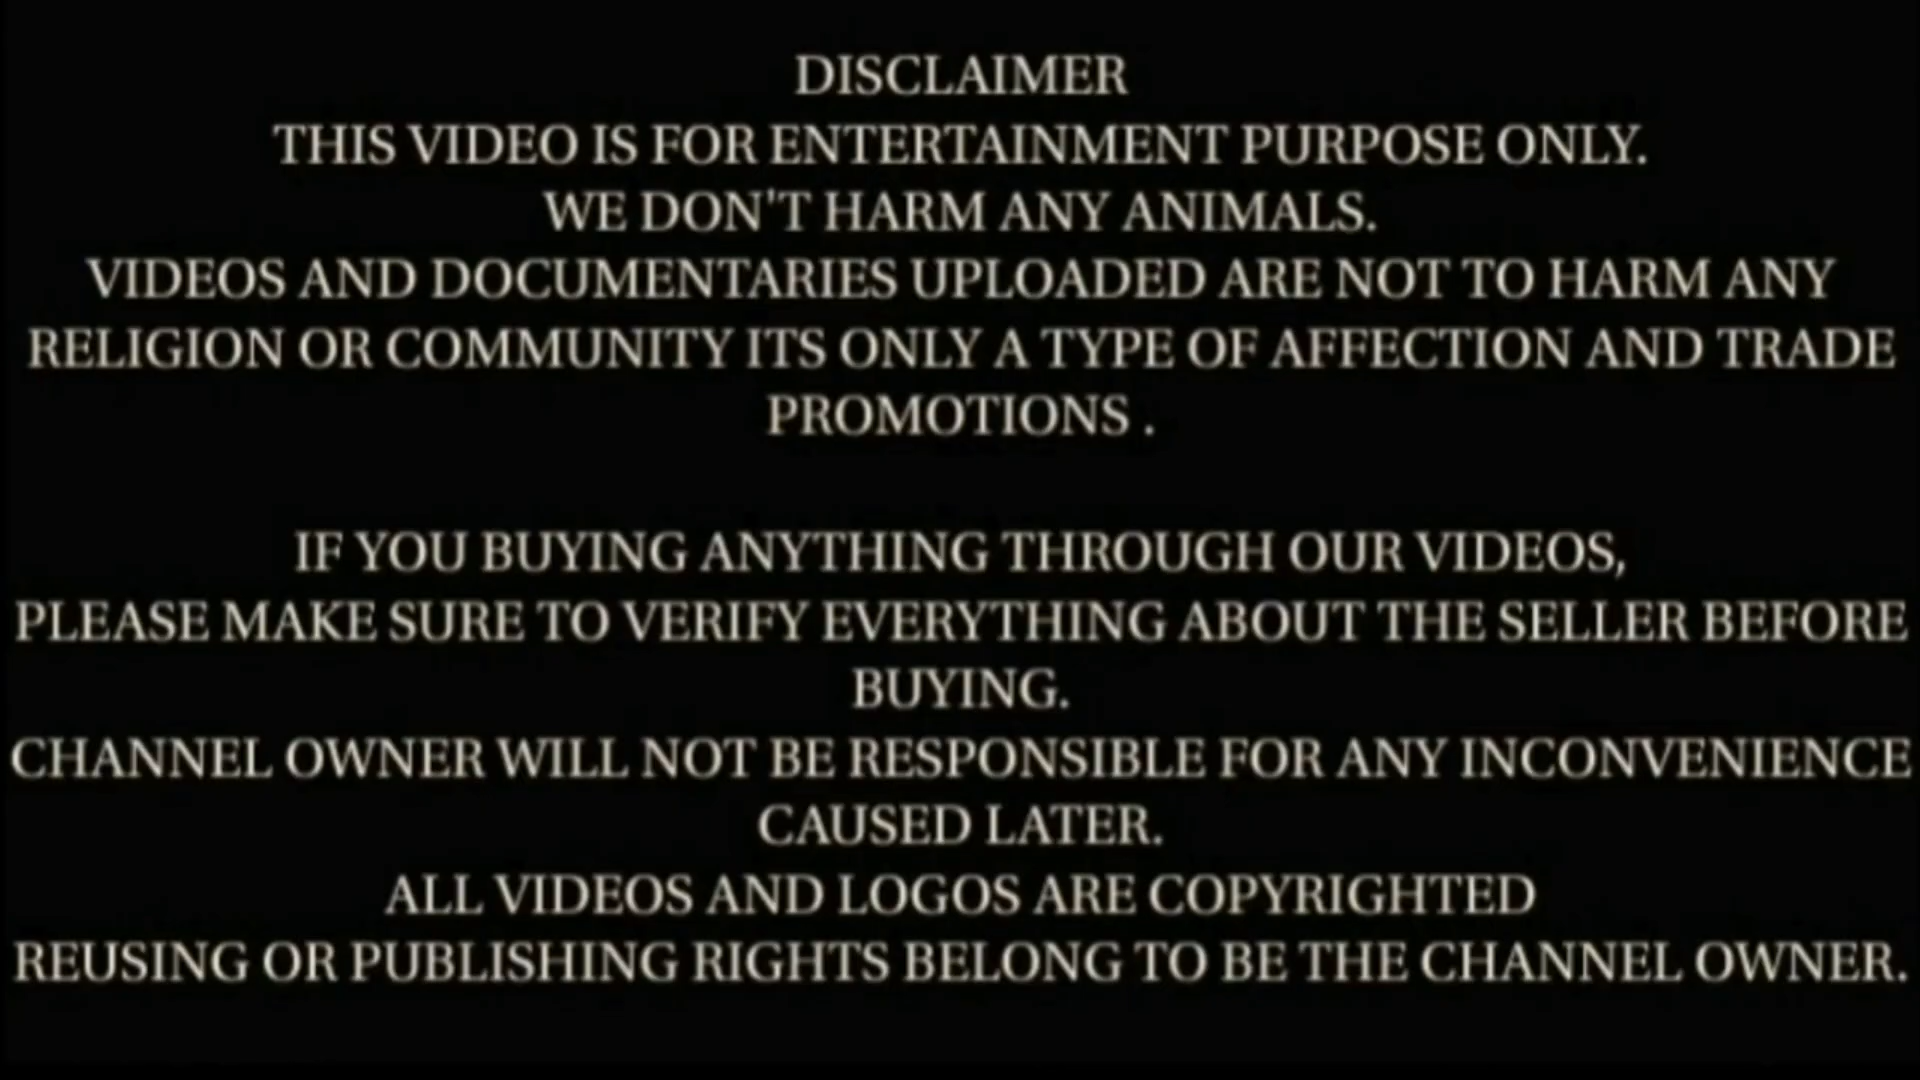 DISCLAIMER
THIS VIDEO IS FOR ENTERTAINMENT PURPOSE ONLY.
WE DON'T HARM ANY ANIMALS.
VIDEOS AND DOCUMENTARIES UPLOADED ARE NOT TO HARM ANY
RELIGION OR COMMUNITY ITS ONLY A TYPE OF AFFECTION AND TRADE
PROMOTIONS .
IF YOU BUYING ANYTHING THROUGH OUR VIDEOS,
PLEASE MAKE SURE TO VERIFY EVERYTHING ABOUT THE SELLER BEFORE
BUYING.
CHANNEL OWNER WILL NOT BE RESPONSIBLE FOR ANY INCONVENIENCE
CAUSED LATER.
ALL VIDEOS AND LOGOS ARE COPYRIGHTED
REUSING OR PUBLISHING RIGHTS BELONG TO BE THE CHANNEL OWNER.